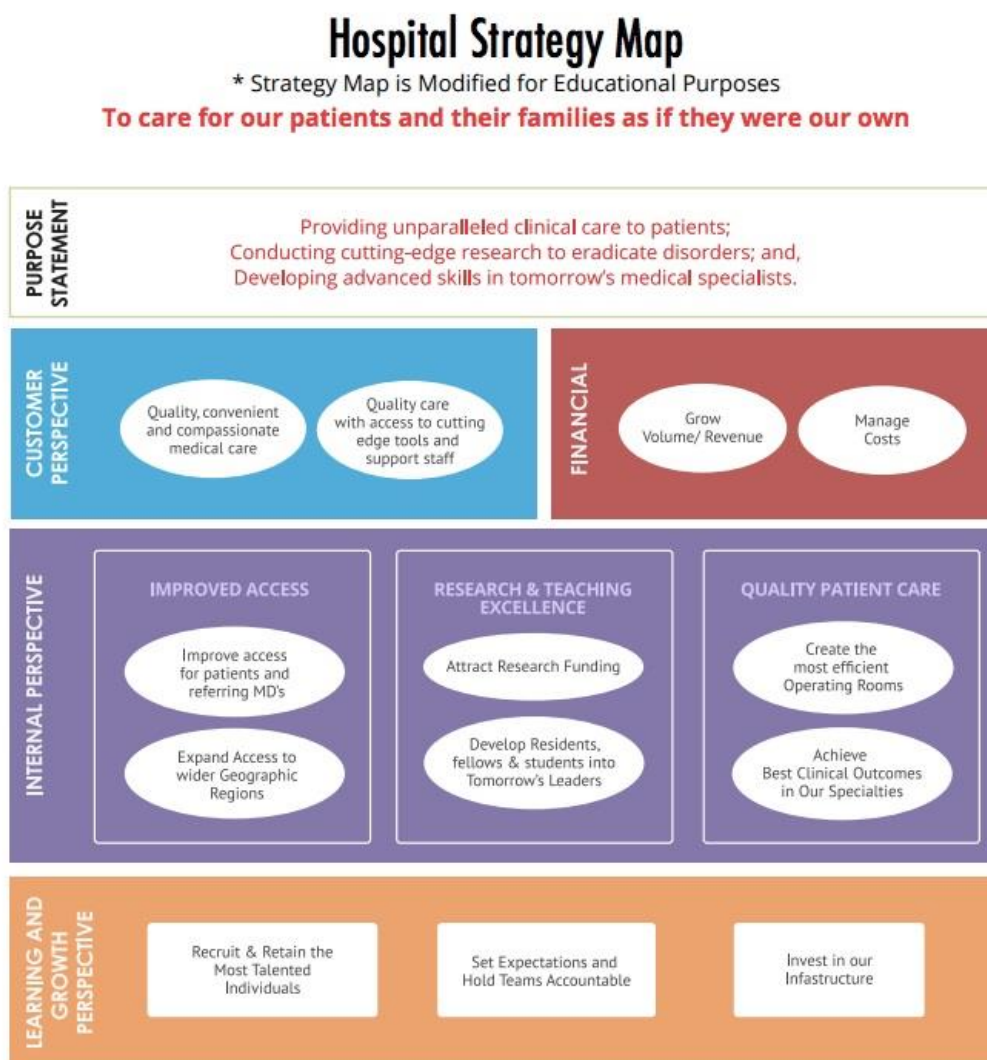 Hospital Strategy Map
* Strategy Map is Modified for Educational Purposes
To care for our patients and their families as if they were our own
PURPOSE
STATEMENT
Providing unparalleled clinical care to patients;
Conducting cutting-edge research to eradicate disorders; and,
Developing advanced skills in tomorrow's medical specialists.
CUSTOMER
PERSPECTIVE
Quality, convenient
and compassionate
medical care
Quality care
with access to cutting
edge tools and
support staff
FINANCIAL
Grow
Volume/ Revenue
Manage
Costs
INTERNAL PERSPECTIVE
IMPROVED ACCESS
Improve access
for patients and
referring MD's
Expand Access to
wider Geographic
Regions
RESEARCH & TEACHING
EXCELLENCE
Attract Research Funding
Develop Residents,
fellows & students into
Tomorrow's Leaders
QUALITY PATIENT CARE
Create the
most efficient
Operating Rooms
Achieve
Best Clinical Outcomes
in Our Specialties
LEARNING AND
GROWTH
PERSPECTIVE
Recruit & Retain the
Most Talented
Individuals
Set Expectations and
Hold Teams Accountable
Invest in our
Infastructure